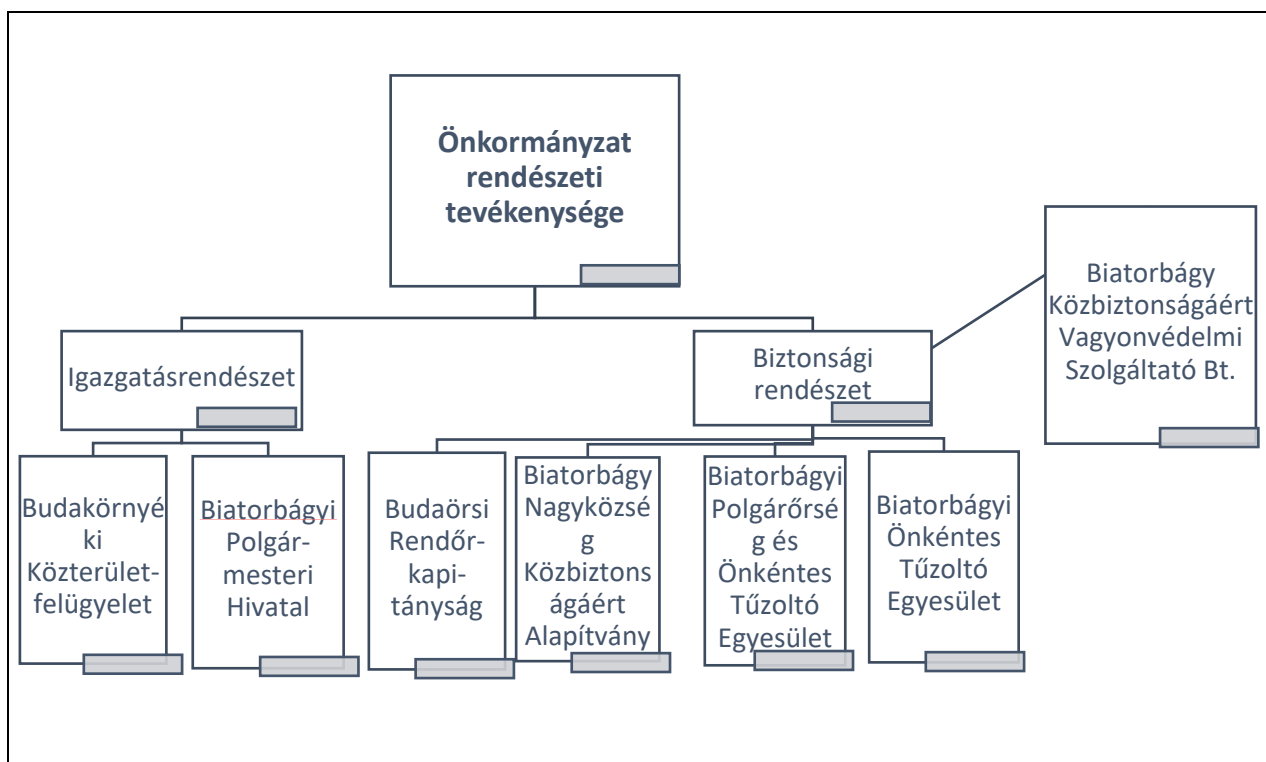 Önkormányzat
rendészeti
tevékenysége
Biatorbágy
Közbiztonságáért
Vagyonvédelmi
Szolgáltató Bt.
Igazgatásrendészet
Biztonsági
rendészet
Budakörnyé
ki
Közterület-
felügyelet
Biatorbágyi
Polgár-
mesteri
Hivatal
Budaörsi
Rendőr-
kapi-
tányság
Biatorbágy
Nagyközsé
g
Közbiztons
ágáért
Alapítvány
Biatorbágyi
Polgárőrsé
g és
Önkéntes
Tűzoltó
Egyesület
Biatorbágyi
Önkéntes
Tűzoltó
Egyesület